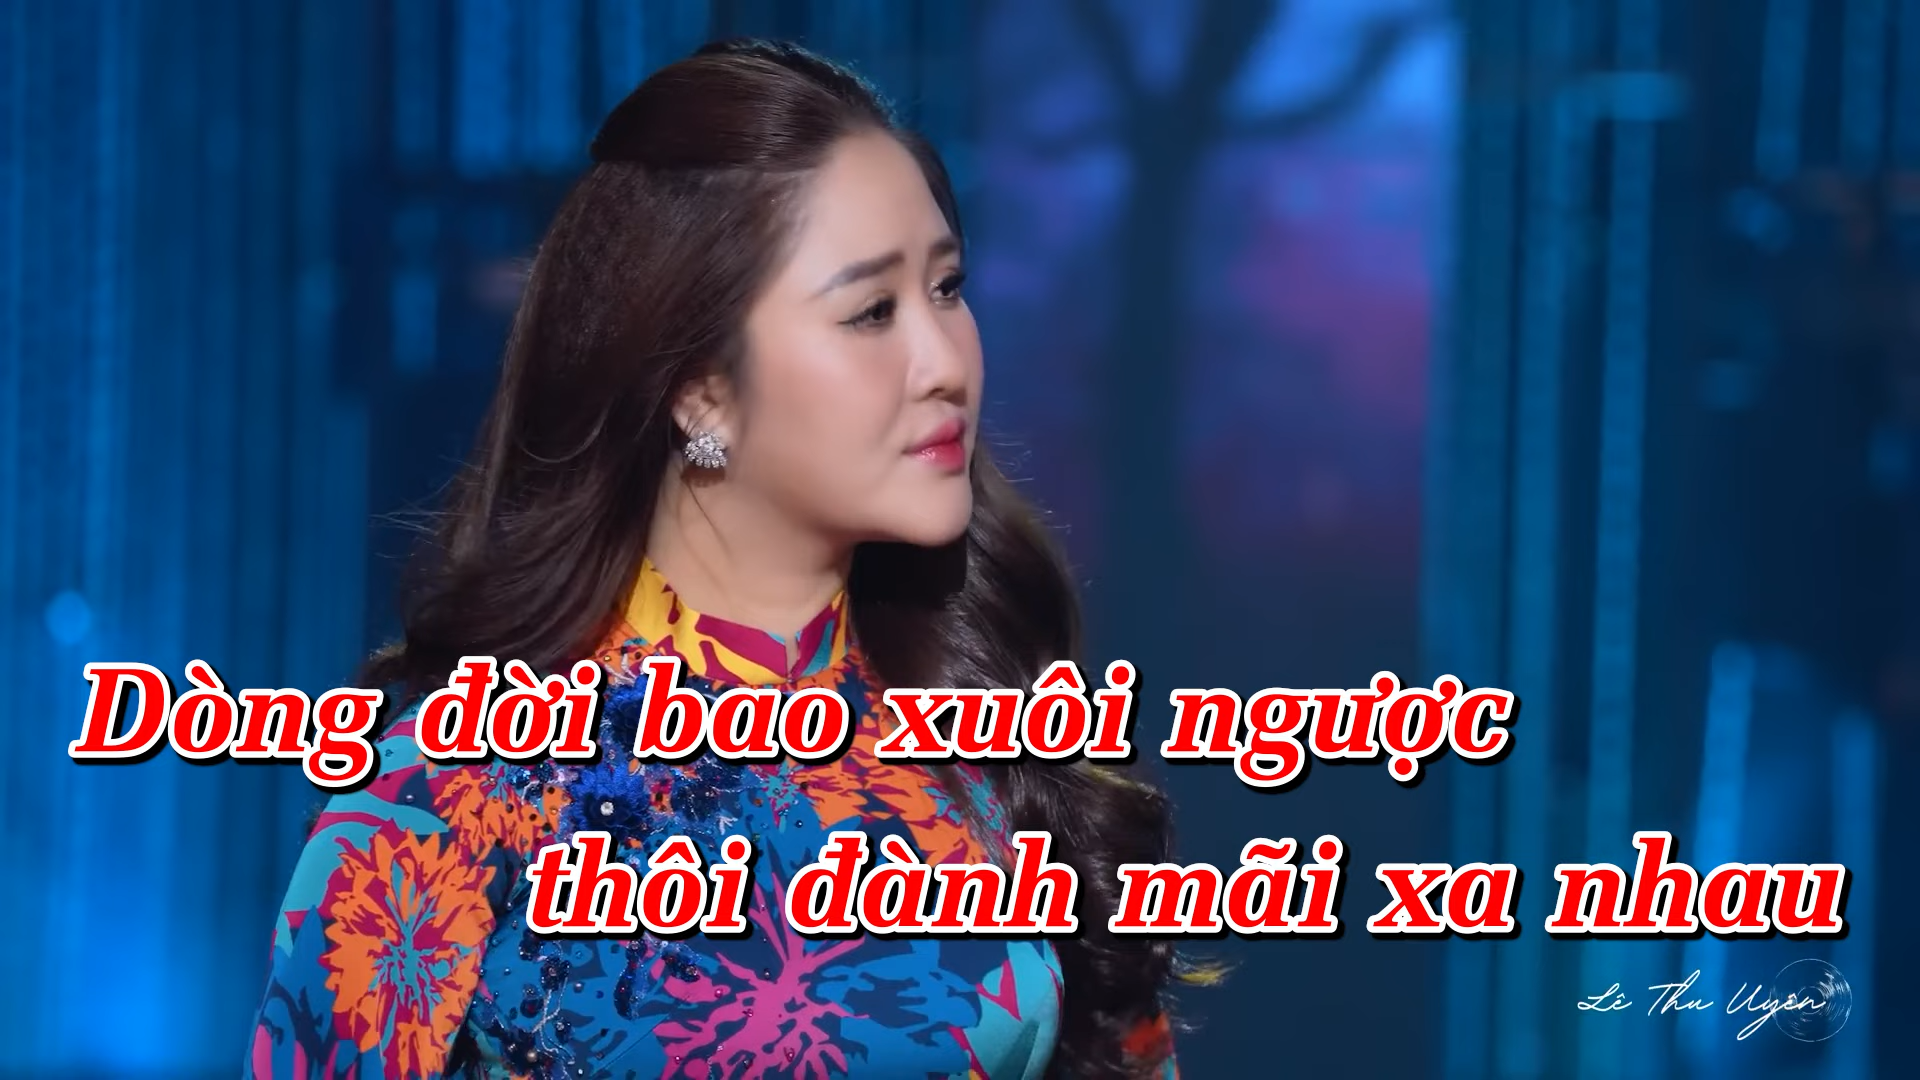 Dòng đời bao xuôi ngược
thôi đành mãi xa nhau
Lê Thu Uyên